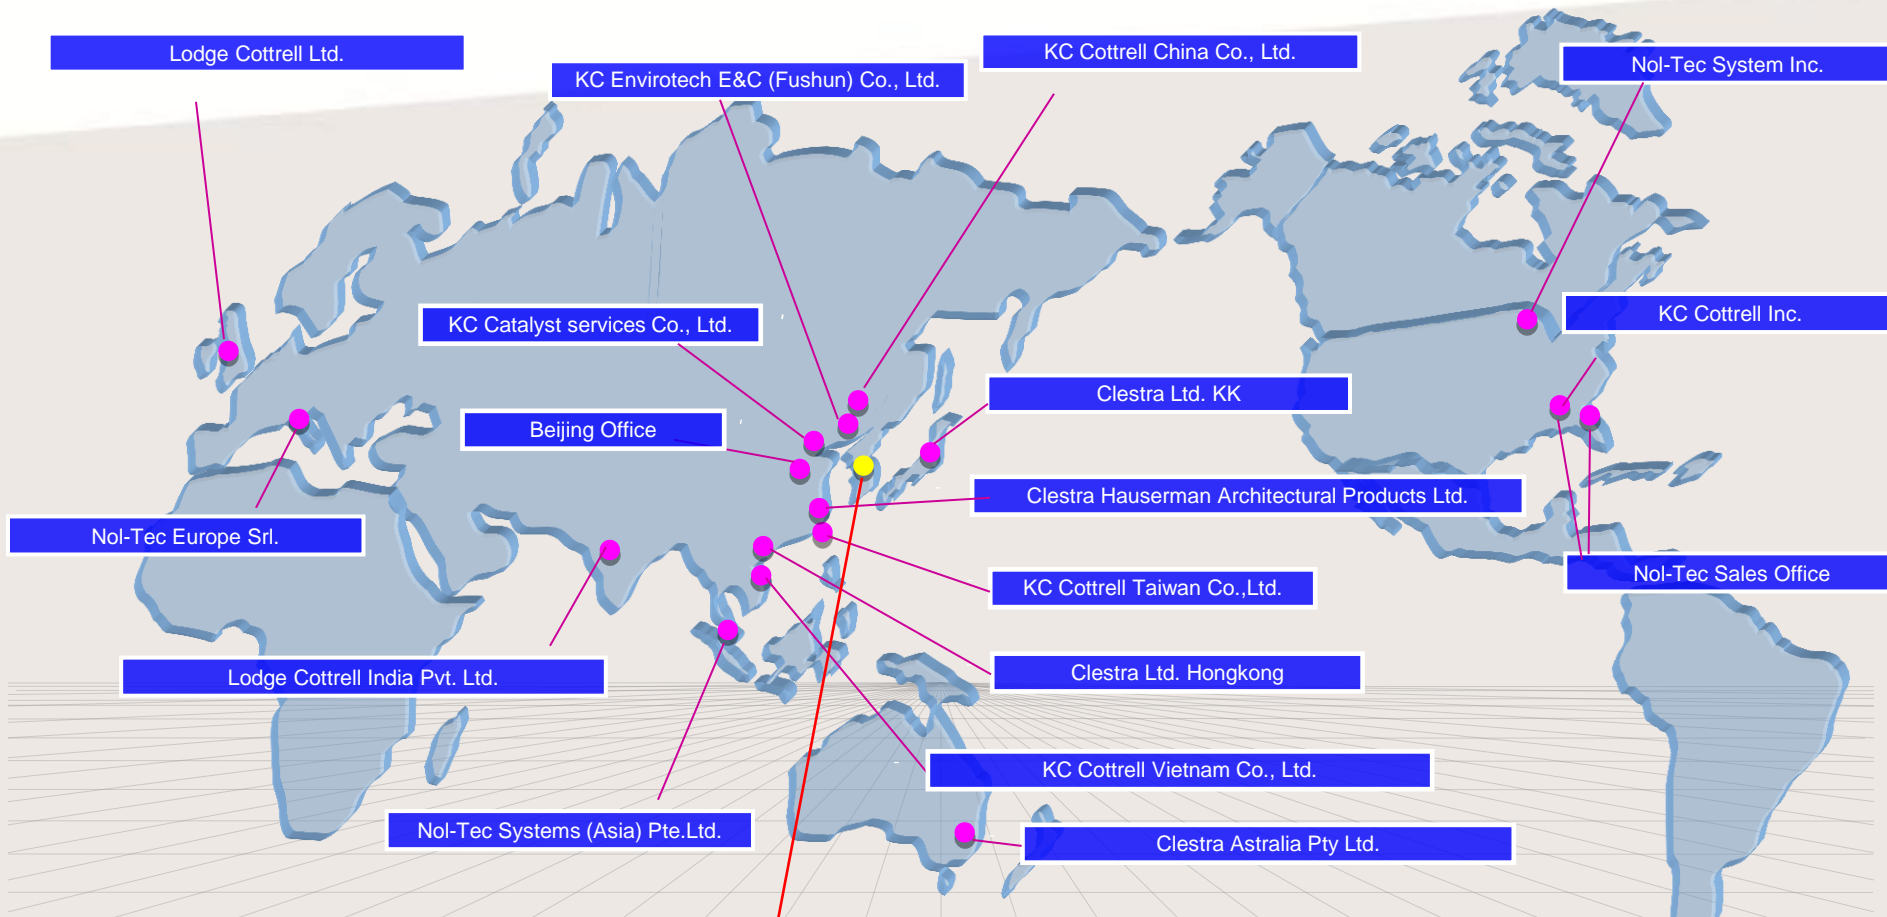 Lodge Cottrell Ltd.
KC Envirotech E&C (Fushun) Co., Ltd.
KC Cottrell China Co., Ltd.
Nol-Tec System Inc.
KC Catalyst services Co., Ltd.
KC Cottrell Inc.
Clestra Ltd. KK
Beijing Office
Clestra Hauserman Architectural Products Ltd.
Nol-Tec Europe Srl.
KC Cottrell Taiwan Co.,Ltd.
Nol-Tec Sales Office
Lodge Cottrell India Pvt. Ltd.
Clestra Ltd. Hongkong
KC Cottrell Vietnam Co., Ltd.
Nol-Tec Systems (Asia) Pte.Ltd.
Clestra Astralia Pty Ltd.